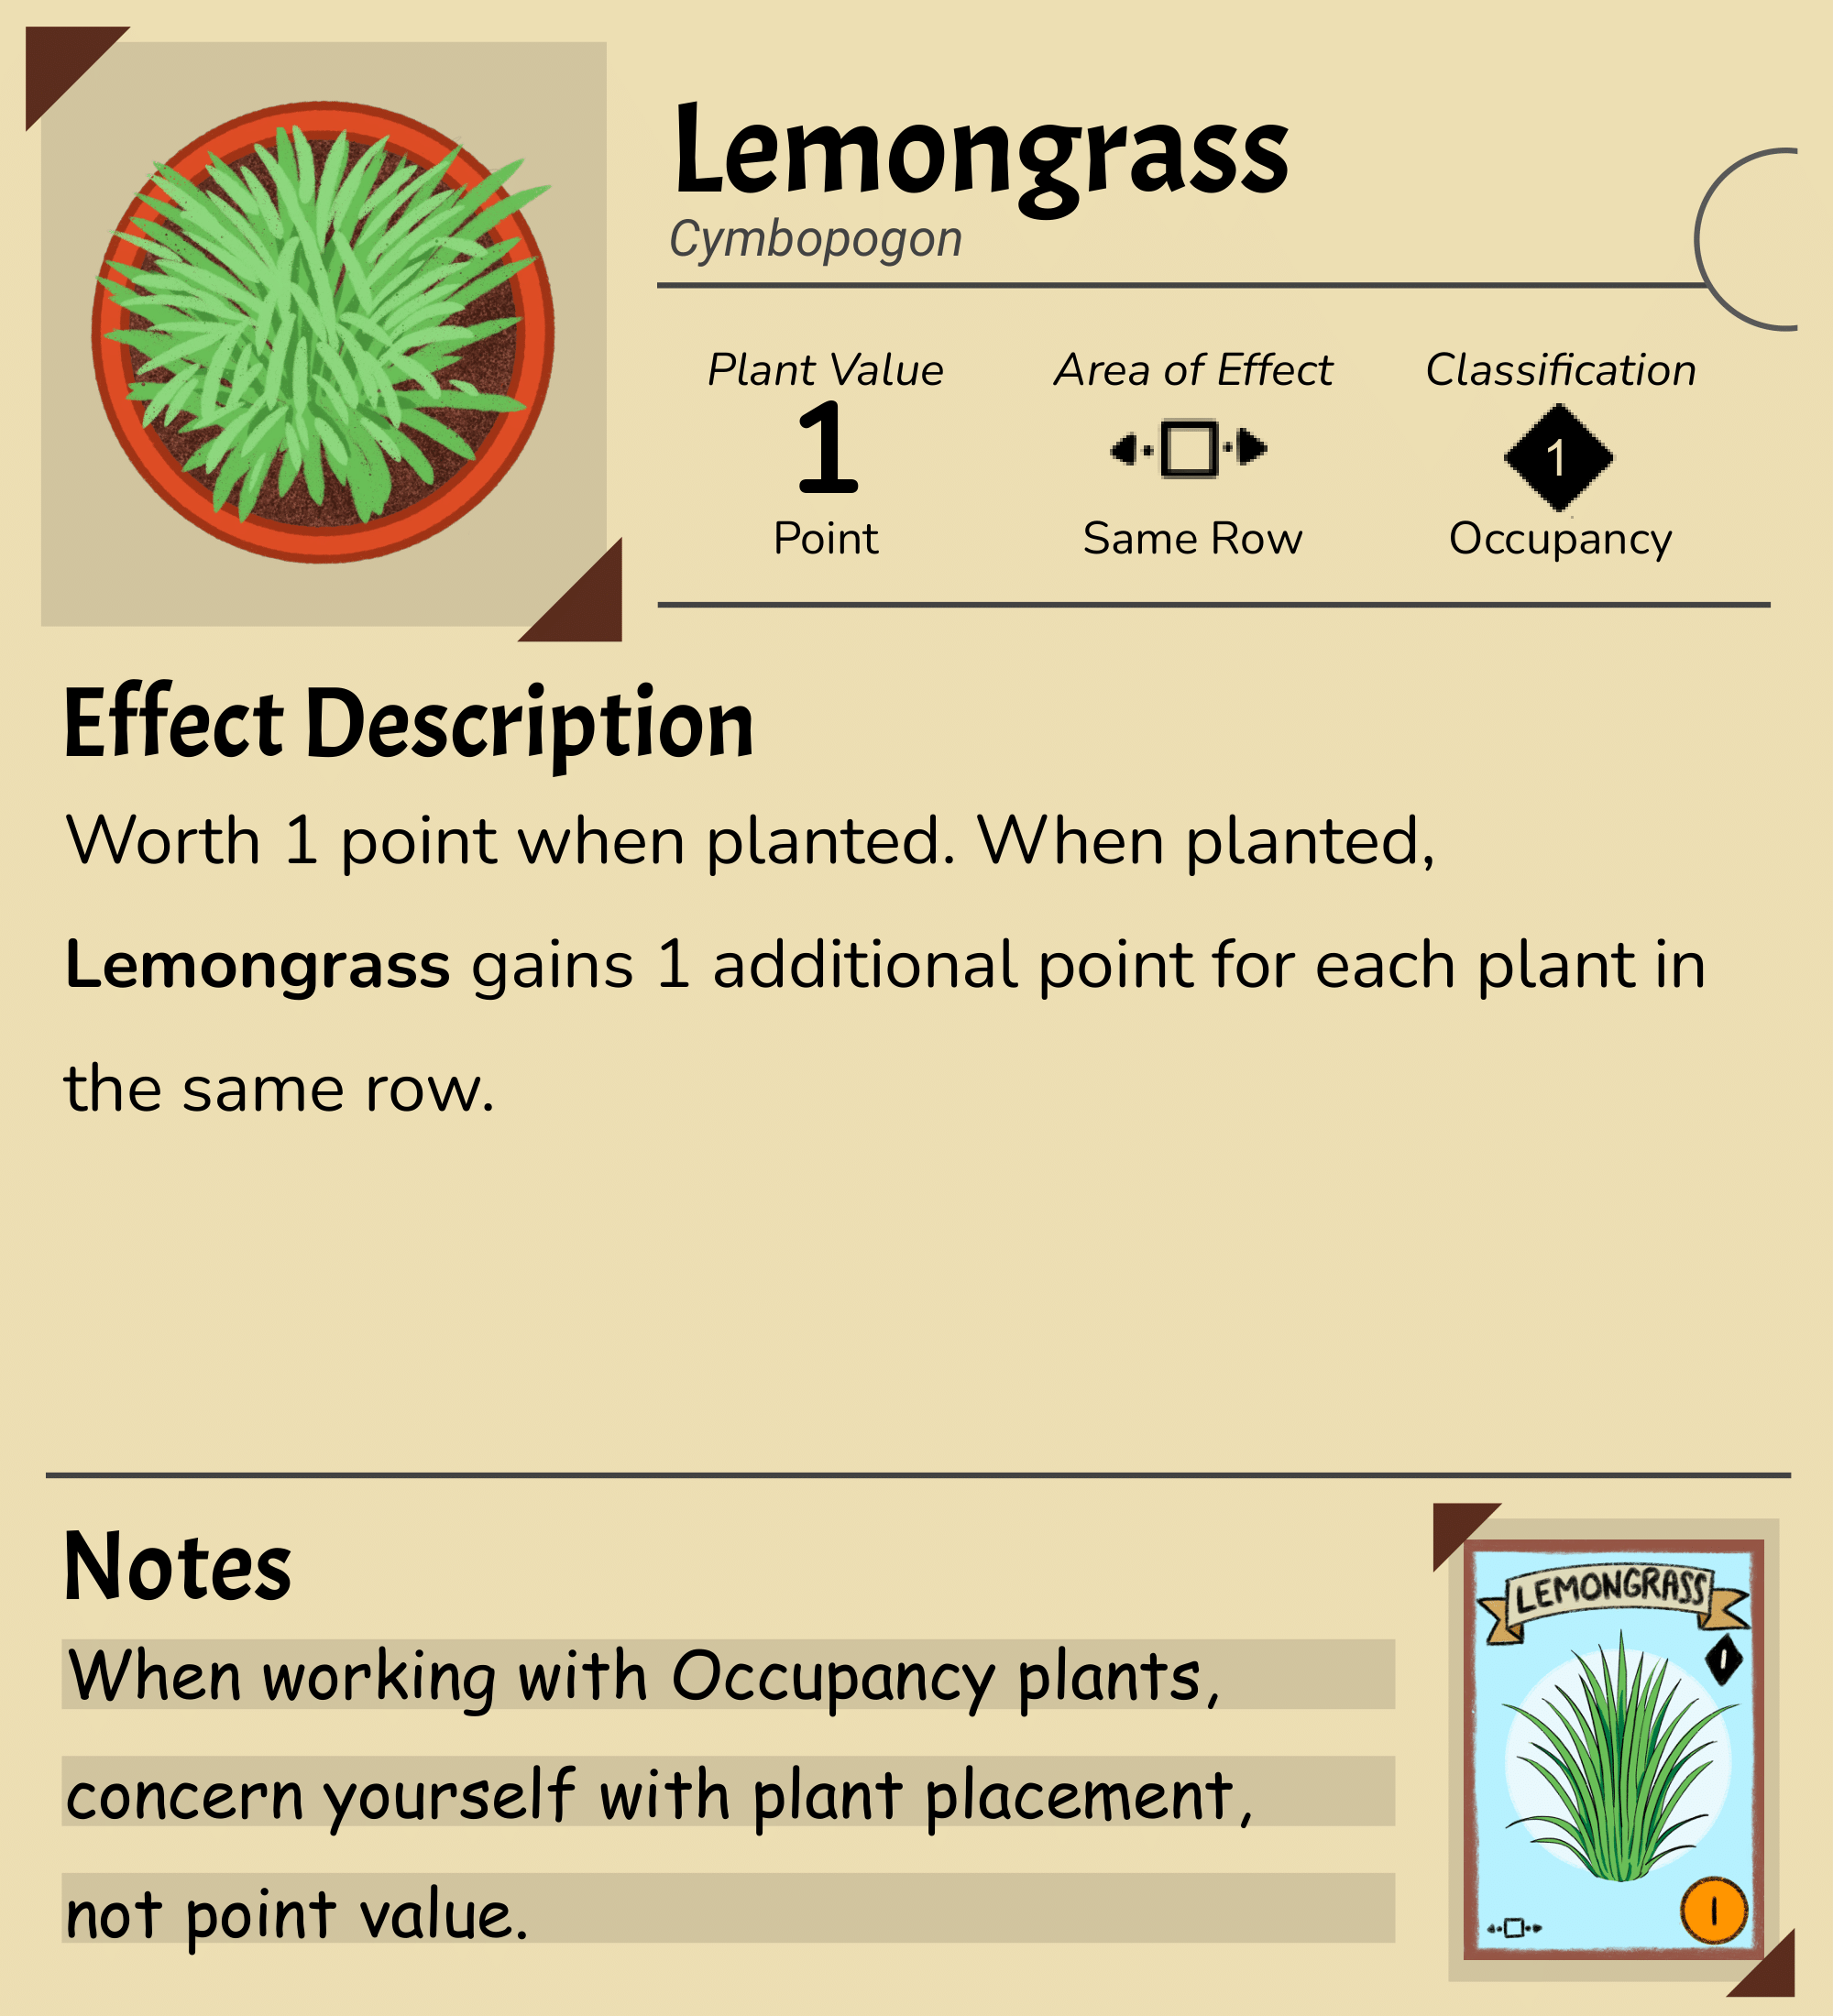 Lemongrass
Cymbopogon
Plant Value
1
Point
Area of Effect
Same Row
Classification
1
Occupancy
Effect Description
Worth 1 point when planted. When planted,
Lemongrass gains 1 additional point for each plant in
the same row.
Notes
When working with Occupancy plants,
concern yourself with plant placement,
not point value.
LEMONGRASS
1
1